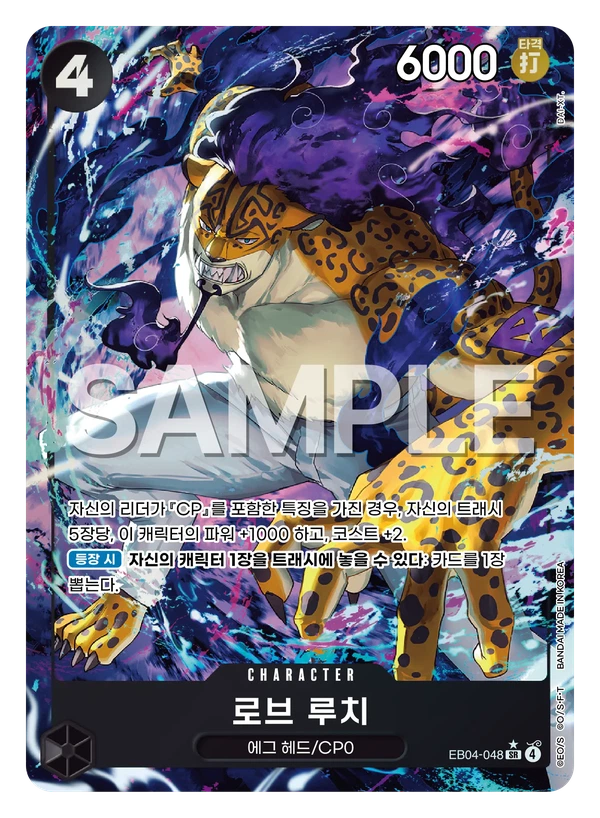 4
6000
타격
打
DAI-XT.
SAMPLE
자신의 리더가 『CP』를 포함한 특징을 가진 경우, 자신의 트래시
5장당, 이 캐릭터의 파워 +1000 하고, 코스트 +2.
등장 시 자신의 캐릭터 1장을 트래시에 놓을 수 있다: 카드를 1장
뽑는다.
CHARACTER
로브 루치
에그 헤드/CP0
EB04-048 SR 4
©EO/S ©O/S·F·T BANDAI MADE IN KOREA